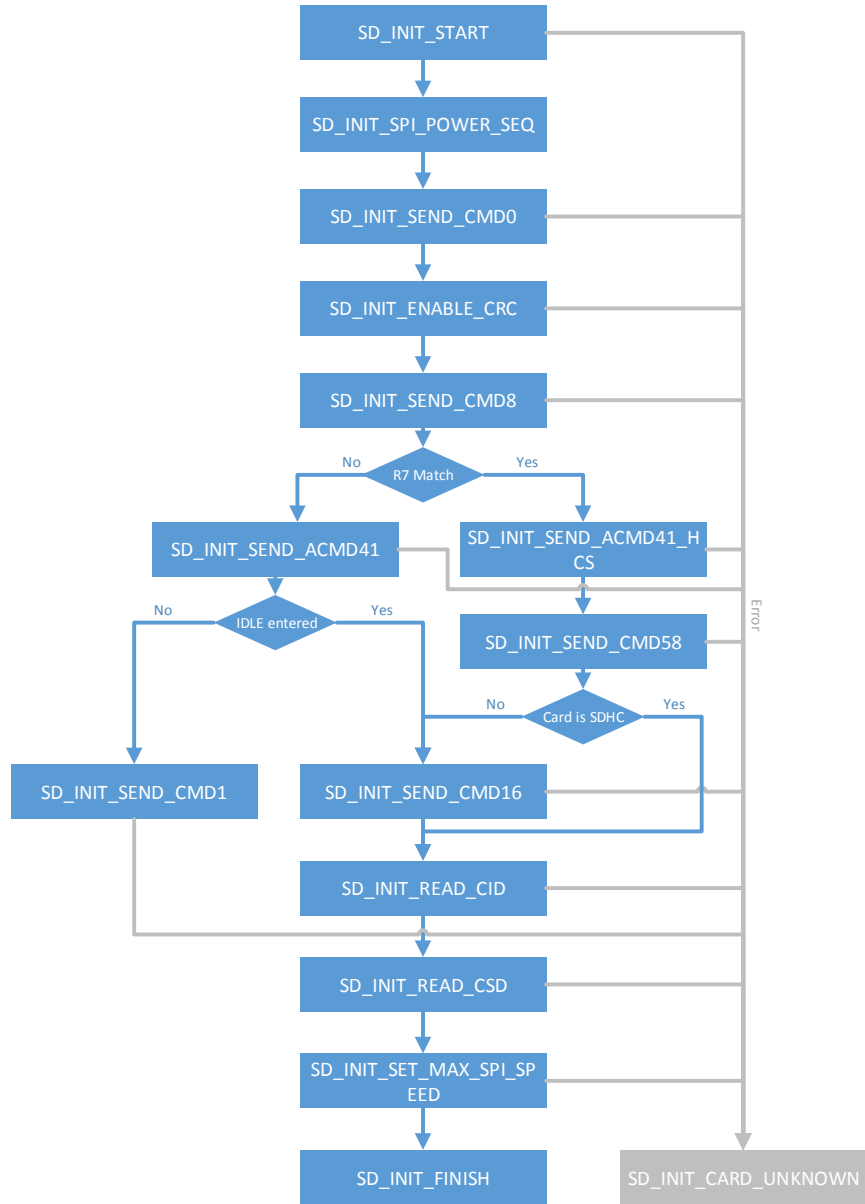 SD_INIT_START
SD_INIT_SPI_POWER_SEQ
SD_INIT_SEND_CMD0
SD_INIT_ENABLE_CRC
SD_INIT_SEND_CMD8
No
R7 Match
Yes
SD_INIT_SEND_ACMD41
SD_INIT_SEND_ACMD41_H
CS
No
IDLE entered
Yes
Error
SD_INIT_SEND_CMD58
No
Card is SDHC
Yes
SD_INIT_SEND_CMD1
SD_INIT_SEND_CMD16
SD_INIT_READ_CID
SD_INIT_READ_CSD
SD_INIT_SET_MAX_SPI_SP
EED
SD_INIT_FINISH
SD_INIT_CARD_UNKNOWN